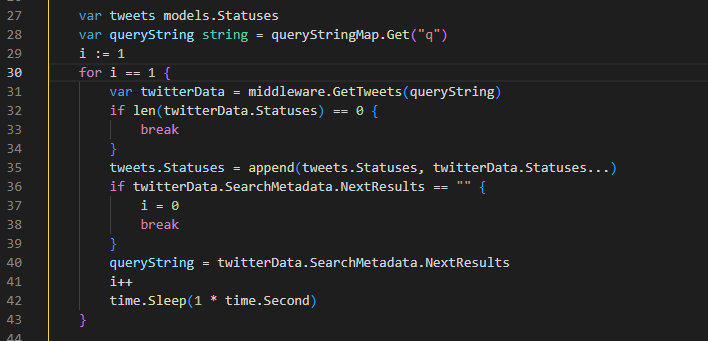 27 var tweets models.Statuses
28 var queryString string = queryStringMap.Get("q")
29 i := 1
30 for i == 1 {
31 var twitterData = middleware.GetTweets(queryString)
32 if len(twitterData.Statuses) == 0 {
33 break
34 }
35 tweets.Statuses = append(tweets.Statuses, twitterData.Statuses...)
36 if twitterData.SearchMetadata.NextResults == "" {
37 i = 0
38 break
39 }
40 queryString = twitterData.SearchMetadata.NextResults
41 i++
42 time.Sleep(1 * time.Second)
43 }
44